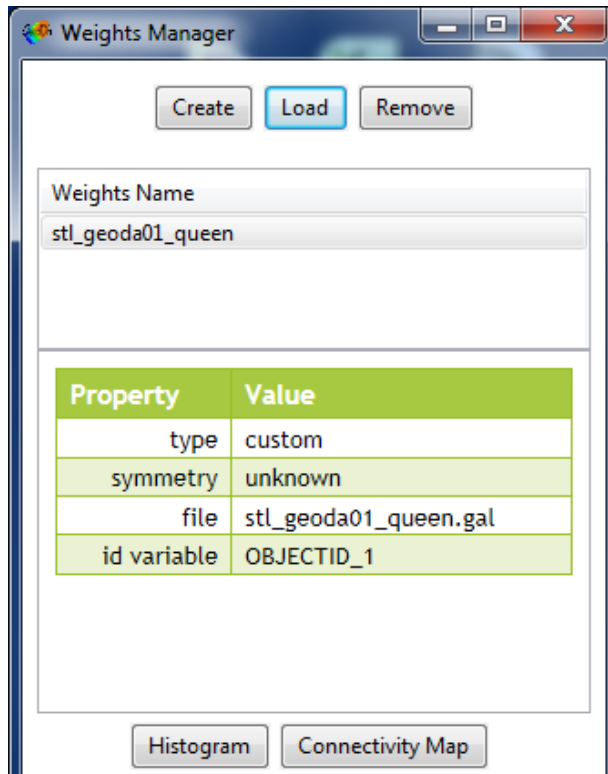 Weights Manager
Create Load Remove
Weights Name
stl_geoda01_queen
Property Value
type custom
symmetry unknown
file stl_geoda01_queen.gal
id variable OBJECTID_1
Histogram Connectivity Map